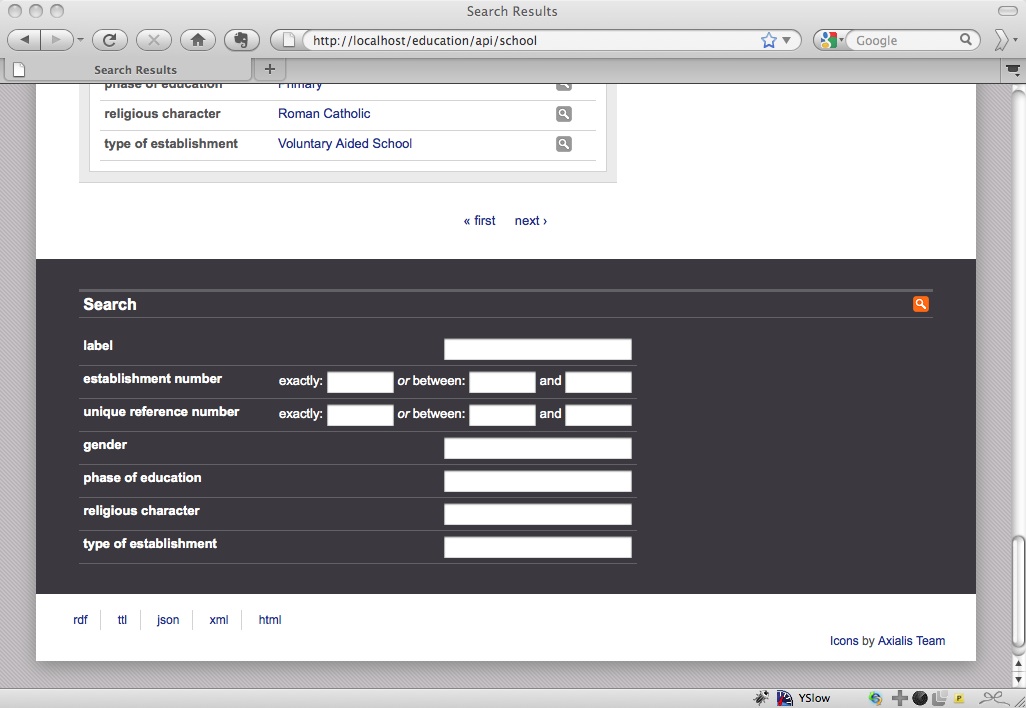 Search Results
http://localhost/education/api/school
Google
Search Results
phase of education Primary
religious character Roman Catholic
type of establishment Voluntary Aided School
« first next ›
Search
label
establishment number exactly: or between: and
unique reference number exactly: or between: and
gender
phase of education
religious character
type of establishment
rdf ttl json xml html
Icons by Axialis Team
YSlow